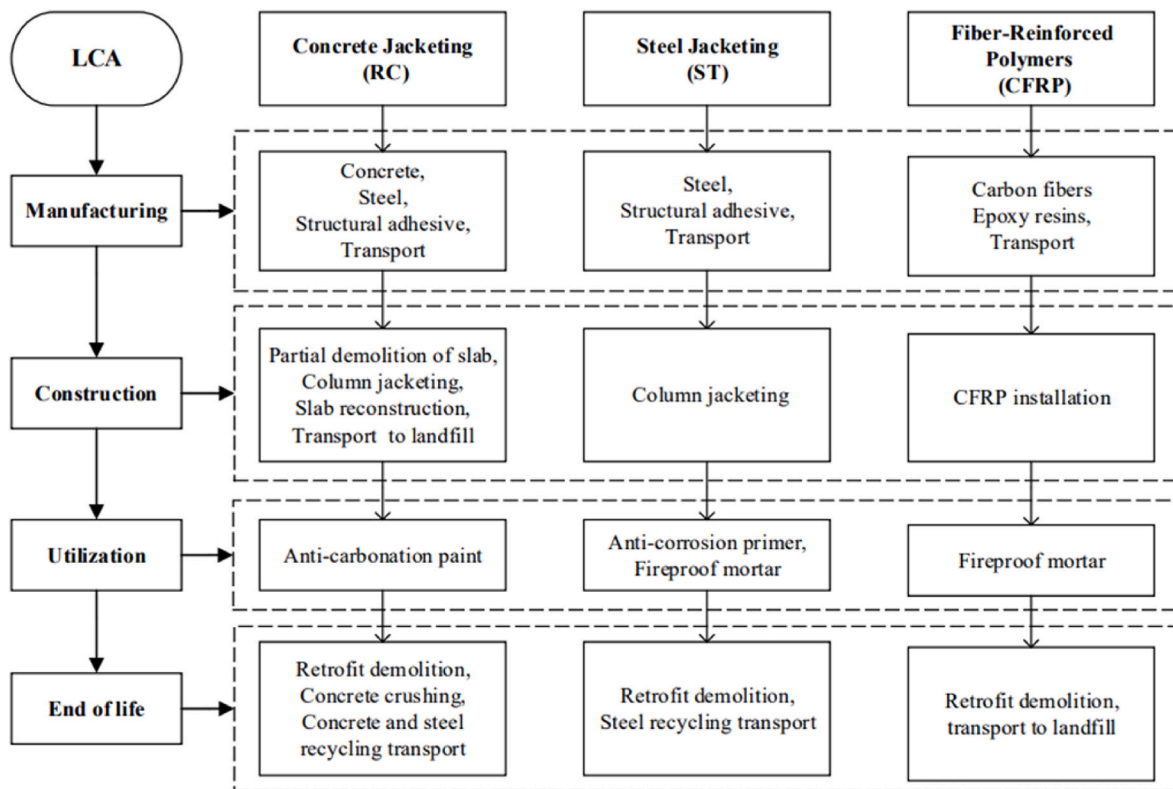 LCA
Concrete Jacketing
(RC)
Steel Jacketing
(ST)
Fiber-Reinforced
Polymers
(CFRP)
Manufacturing
Concrete,
Steel,
Structural adhesive,
Transport
Steel,
Structural adhesive,
Transport
Carbon fibers
Epoxy resins,
Transport
Construction
Partial demolition of slab,
Column jacketing,
Slab reconstruction,
Transport to landfill
Column jacketing
CFRP installation
Utilization
Anti-carbonation paint
Anti-corrosion primer,
Fireproof mortar
Fireproof mortar
End of life
Retrofit demolition,
Concrete crushing,
Concrete and steel
recycling transport
Retrofit demolition,
Steel recycling transport
Retrofit demolition,
transport to landfill